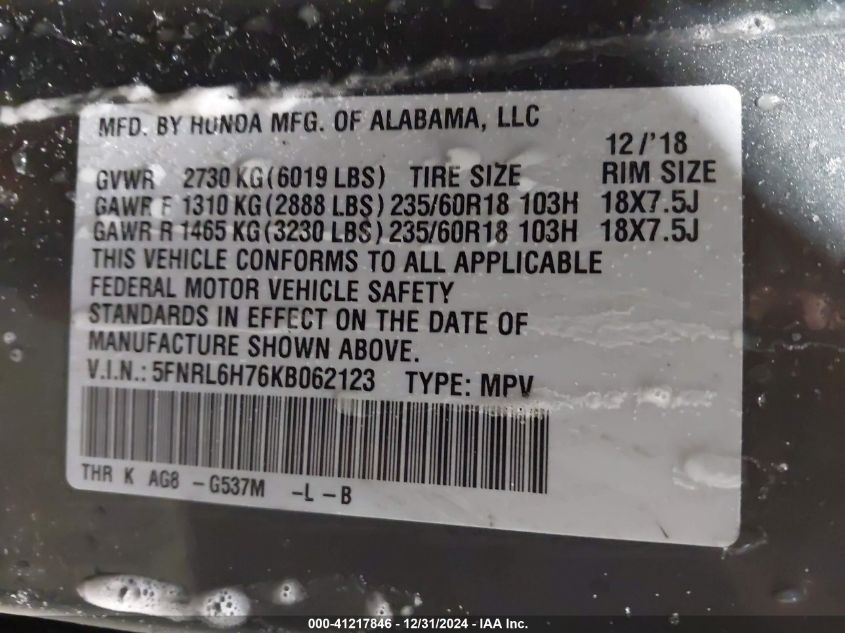 MFD. BY HONDA MFG. OF ALABAMA, LLC
12/'18
GVWR 2730 KG(6019 LBS) TIRE SIZE RIM SIZE
GAWR F 1310 KG(2888 LBS) 235/60R18 103H 18X7.5J
GAWR R 1465 KG(3230 LBS) 235/60R18 103H 18X7.5J
THIS VEHICLE CONFORMS TO ALL APPLICABLE
FEDERAL MOTOR VEHICLE SAFETY
STANDARDS IN EFFECT ON THE DATE OF
MANUFACTURE SHOWN ABOVE.
V.I.N.: 5FNRL6H76KB062123 TYPE: MPV
THR K AG8 -G537M -L -B
000-41217846 - 12/31/2024 - IAA Inc.